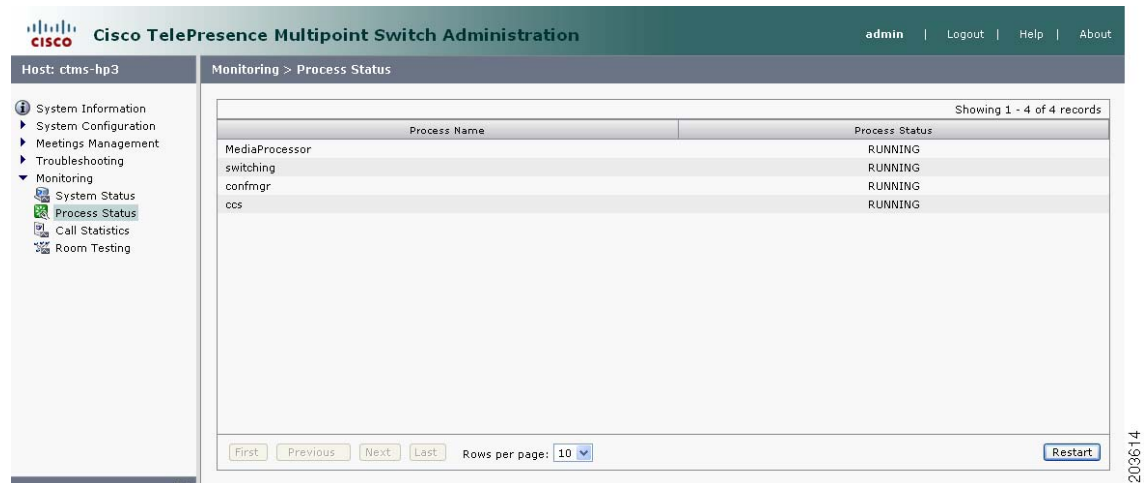 CISCO Cisco TelePresence Multipoint Switch Administration admin | Logout | Help | About
Host: ctms-hp3
Monitoring > Process Status
System Information
System Configuration
Meetings Management
Troubleshooting
Monitoring
System Status
Process Status
Call Statistics
Room Testing
Showing 1 - 4 of 4 records
Process Name Process Status
MediaProcessor RUNNING
switching RUNNING
confmgr RUNNING
ccs RUNNING
First Previous Next Last Rows per page: 10 Restart
203614